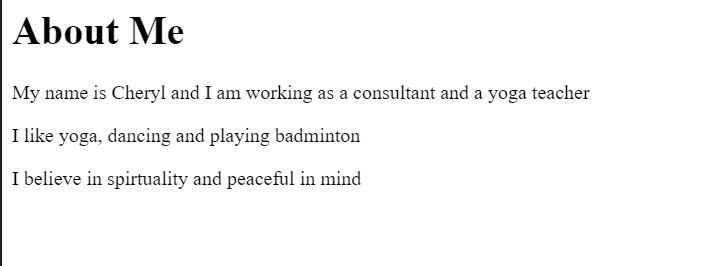 About Me
My name is Cheryl and I am working as a consultant and a yoga teacher
I like yoga, dancing and playing badminton
I believe in spirtuality and peaceful in mind